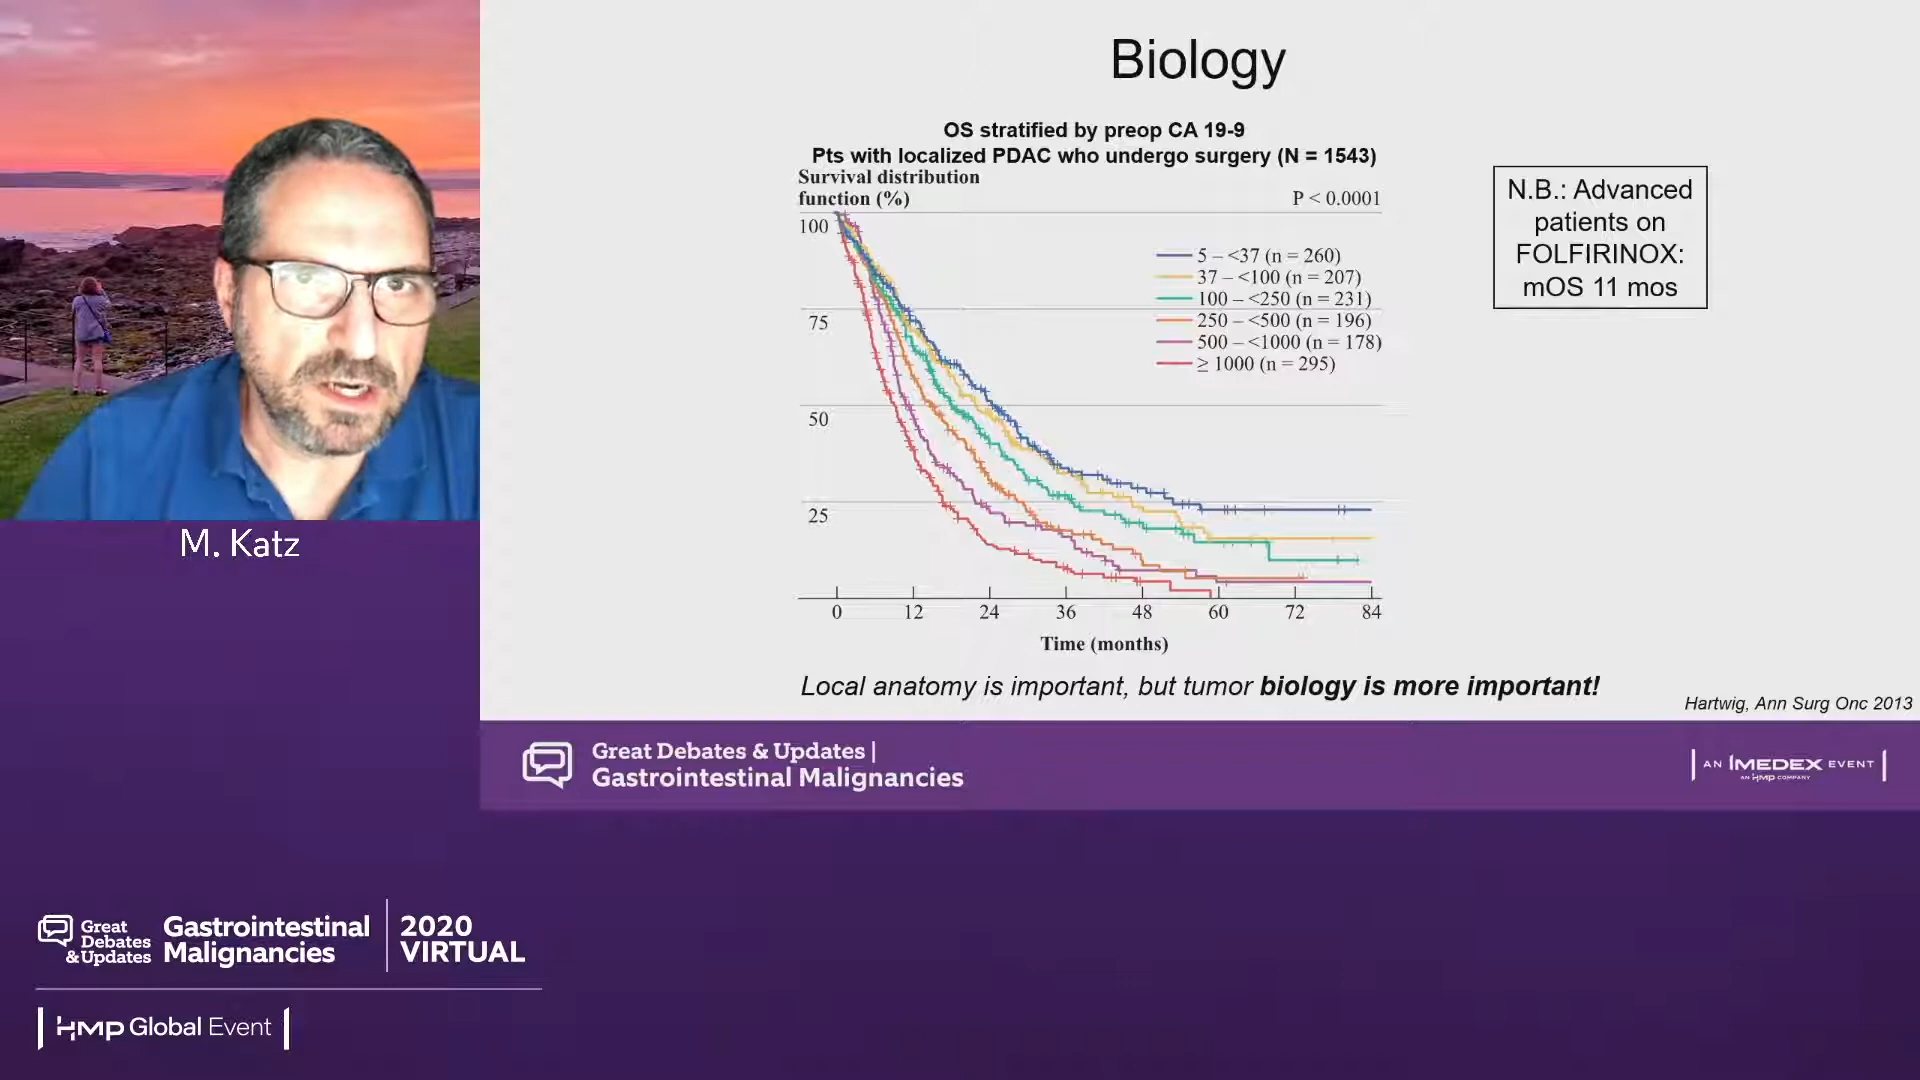 Biology
OS stratified by preop CA 19-9
Pts with localized PDAC who undergo surgery (N = 1543)
Survival distribution
function (%)
P < 0.0001
100
75
50
25
5 – <37 (n = 260)
37 – <100 (n = 207)
100 – <250 (n = 231)
250 – <500 (n = 196)
500 – <1000 (n = 178)
≥ 1000 (n = 295)
0 12 24 36 48 60 72 84
Time (months)
N.B.: Advanced
patients on
FOLFIRINOX:
mOS 11 mos
Local anatomy is important, but tumor biology is more important!
Hartwig, Ann Surg Onc 2013
M. Katz
Great Debates & Updates |
Gastrointestinal Malignancies
AN IMEDEX EVENT
AN HMP COMPANY
Great
Debates
& Updates
Gastrointestinal
Malignancies
2020
VIRTUAL
HMP Global Event